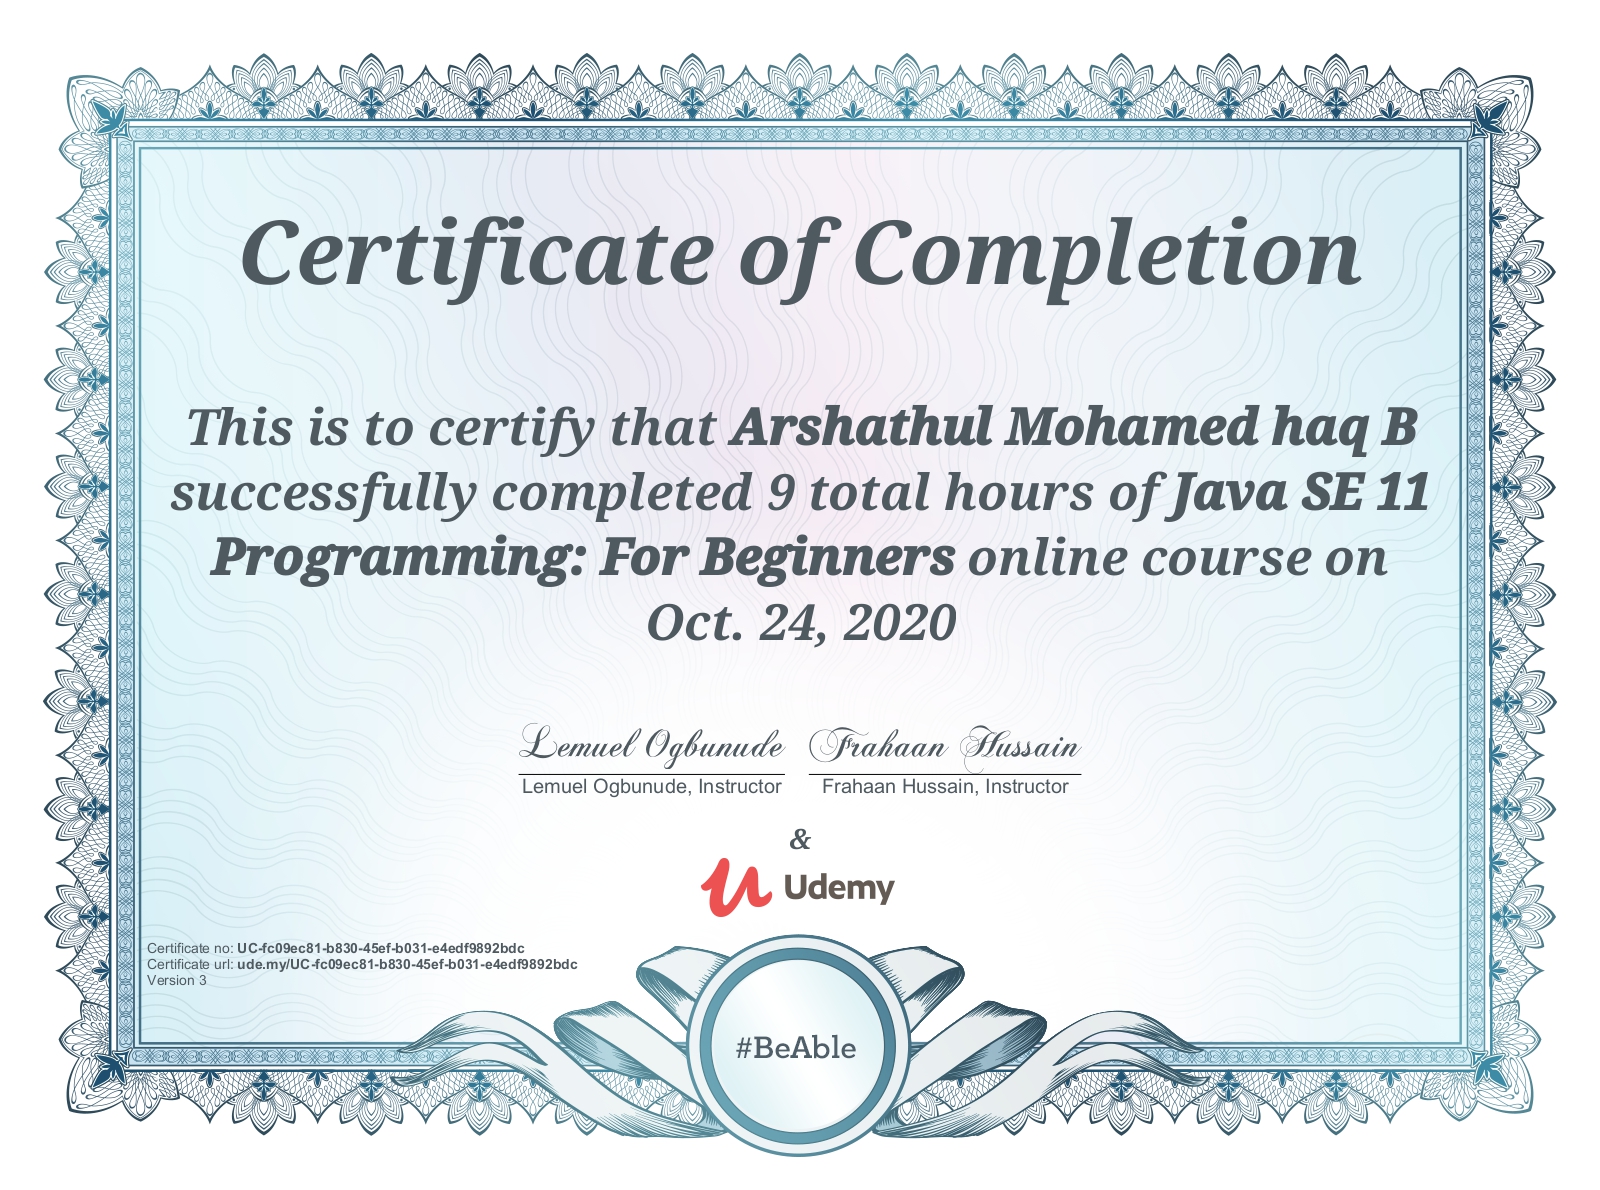 Certificate of Completion
This is to certify that Arshathul Mohamed haq B
successfully completed 9 total hours of Java SE 11
Programming: For Beginners online course on
Oct. 24, 2020
Lemuel Ogbunude Frahaan Hussain
Lemuel Ogbunude, Instructor Frahaan Hussain, Instructor
&
Udemy
Certificate no: UC-fc09ec81-b830-45ef-b031-e4edf9892bdc
Certificate url: ude.my/UC-fc09ec81-b830-45ef-b031-e4edf9892bdc
Version 3
#BeAble